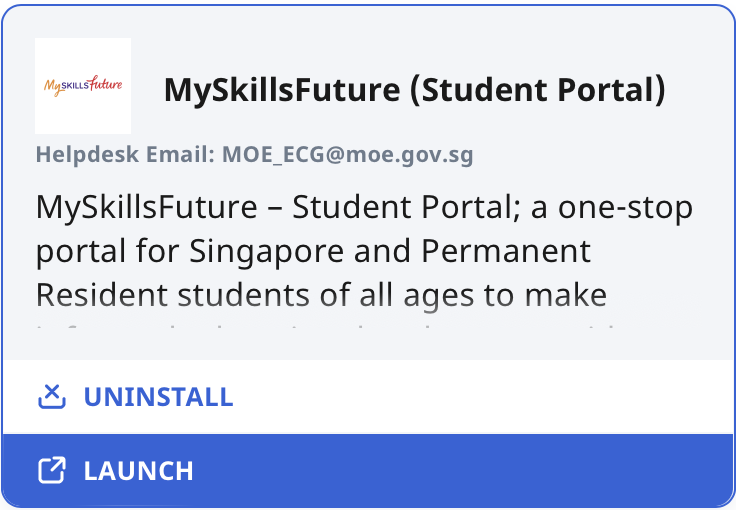 MySKILLSfuture
MySkillsFuture (Student Portal)
Helpdesk Email: MOE_ECG@moe.gov.sg
MySkillsFuture – Student Portal; a one-stop
portal for Singapore and Permanent
Resident students of all ages to make
UNINSTALL
LAUNCH